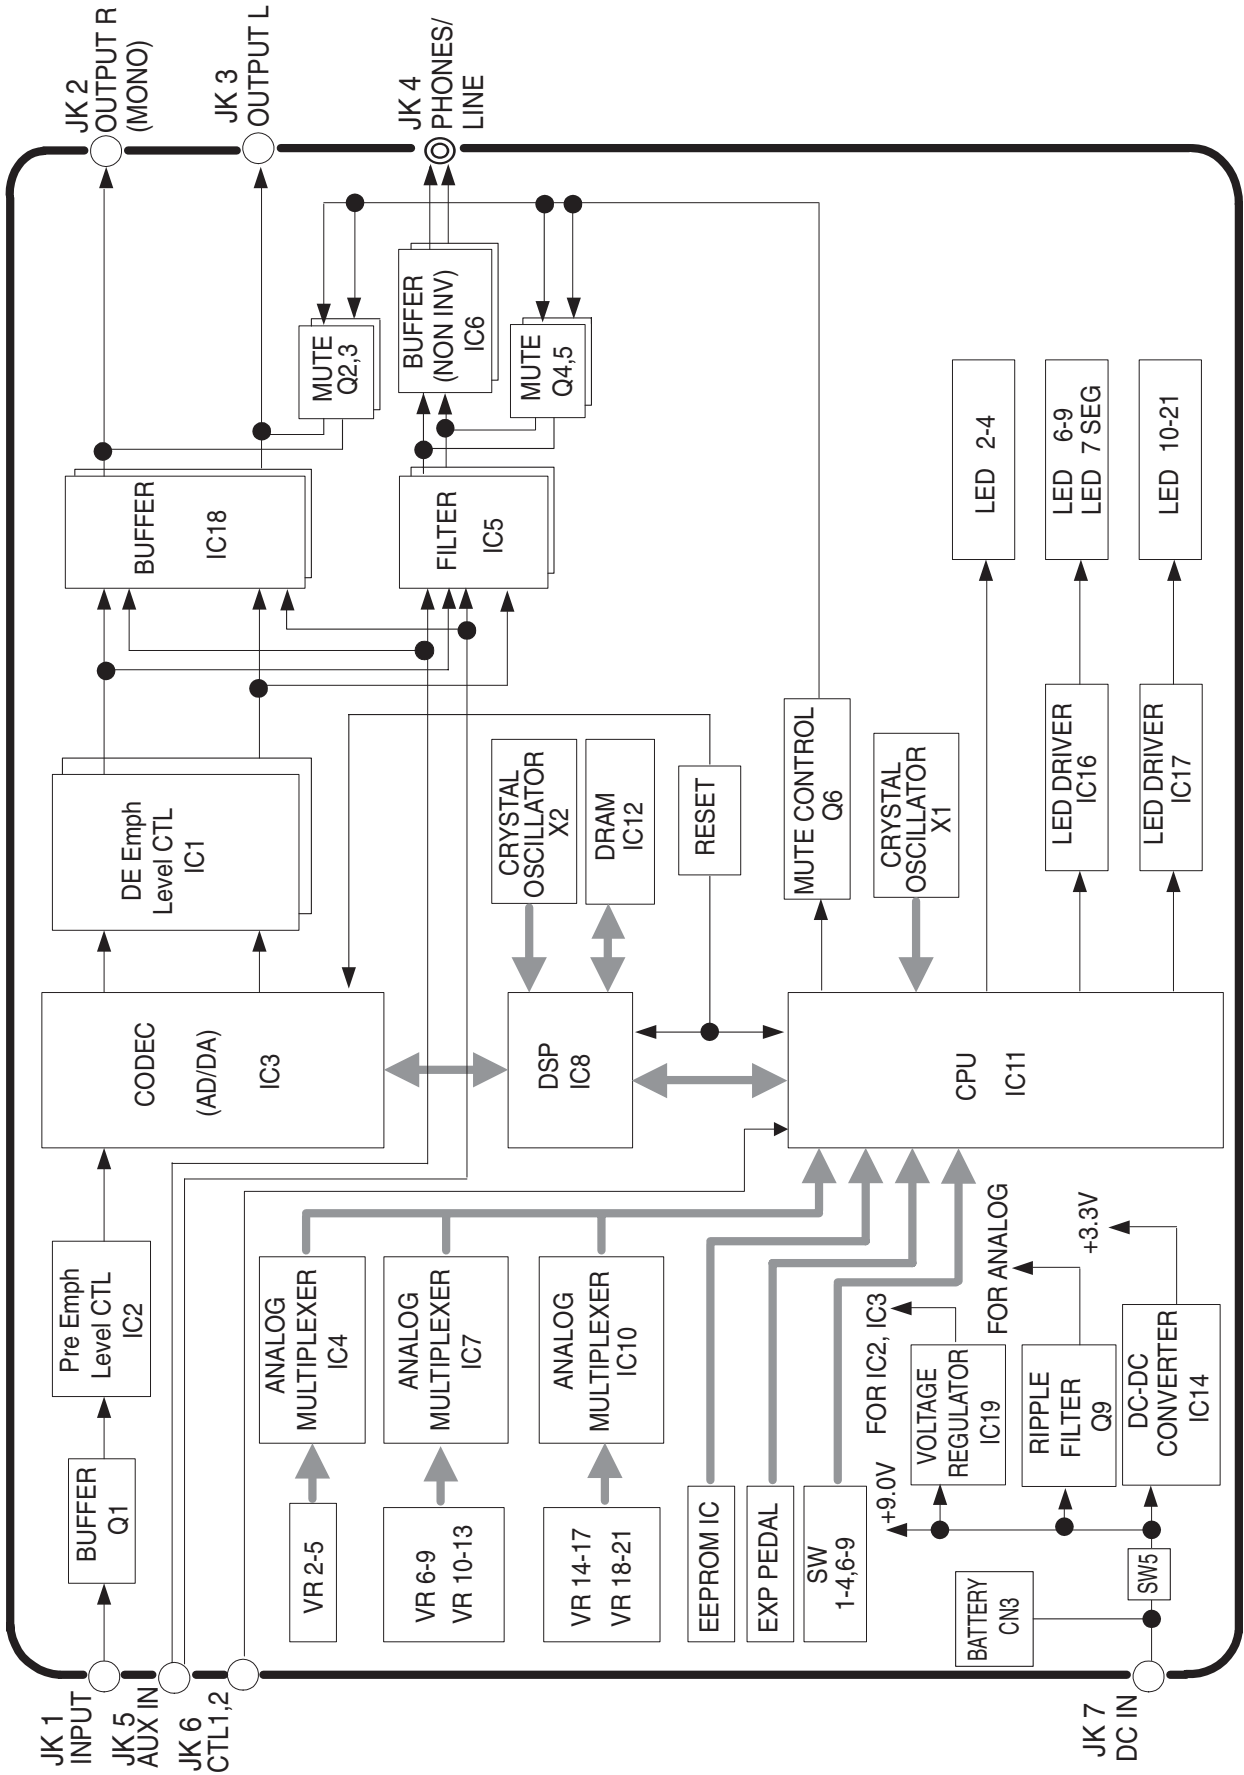 JK 1
INPUT
JK 5
AUX IN
JK 6
CTL1,2
JK 7
DC IN
BUFFER
Q1
Pre Emph
Level CTL
IC2
CODEC
(AD/DA)
IC3
DE Emph
Level CTL
IC1
BUFFER
IC18
JK 2
OUTPUT R
(MONO)
JK 3
OUTPUT L
MUTE
Q2,3
FILTER
IC5
BUFFER
(NON INV)
IC6
JK 4
PHONES/
LINE
MUTE
Q4,5
VR 2-5
ANALOG
MULTIPLEXER
IC4
VR 6-9
VR 10-13
ANALOG
MULTIPLEXER
IC7
VR 14-17
VR 18-21
ANALOG
MULTIPLEXER
IC10
DSP
IC8
CRYSTAL
OSCILLATOR
X2
DRAM
IC12
RESET
EEPROM IC
EXP PEDAL
SW
1-4,6-9
CPU
IC11
MUTE CONTROL
Q6
CRYSTAL
OSCILLATOR
X1
LED 2-4
LED DRIVER
IC16
LED 6-9
LED 7 SEG
LED DRIVER
IC17
LED 10-21
BATTERY
CN3
SW5
+9.0V
VOLTAGE
REGULATOR
IC19
FOR IC2, IC3
RIPPLE
FILTER
Q9
FOR ANALOG
DC-DC
CONVERTER
IC14
+3.3V